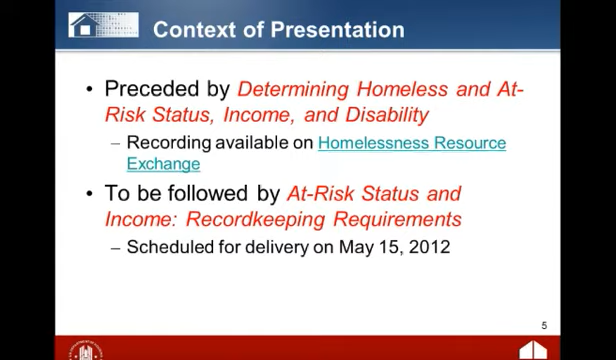 Context of Presentation
• Preceded by Determining Homeless and At-
Risk Status, Income, and Disability
– Recording available on Homelessness Resource
Exchange
• To be followed by At-Risk Status and
Income: Recordkeeping Requirements
– Scheduled for delivery on May 15, 2012
5